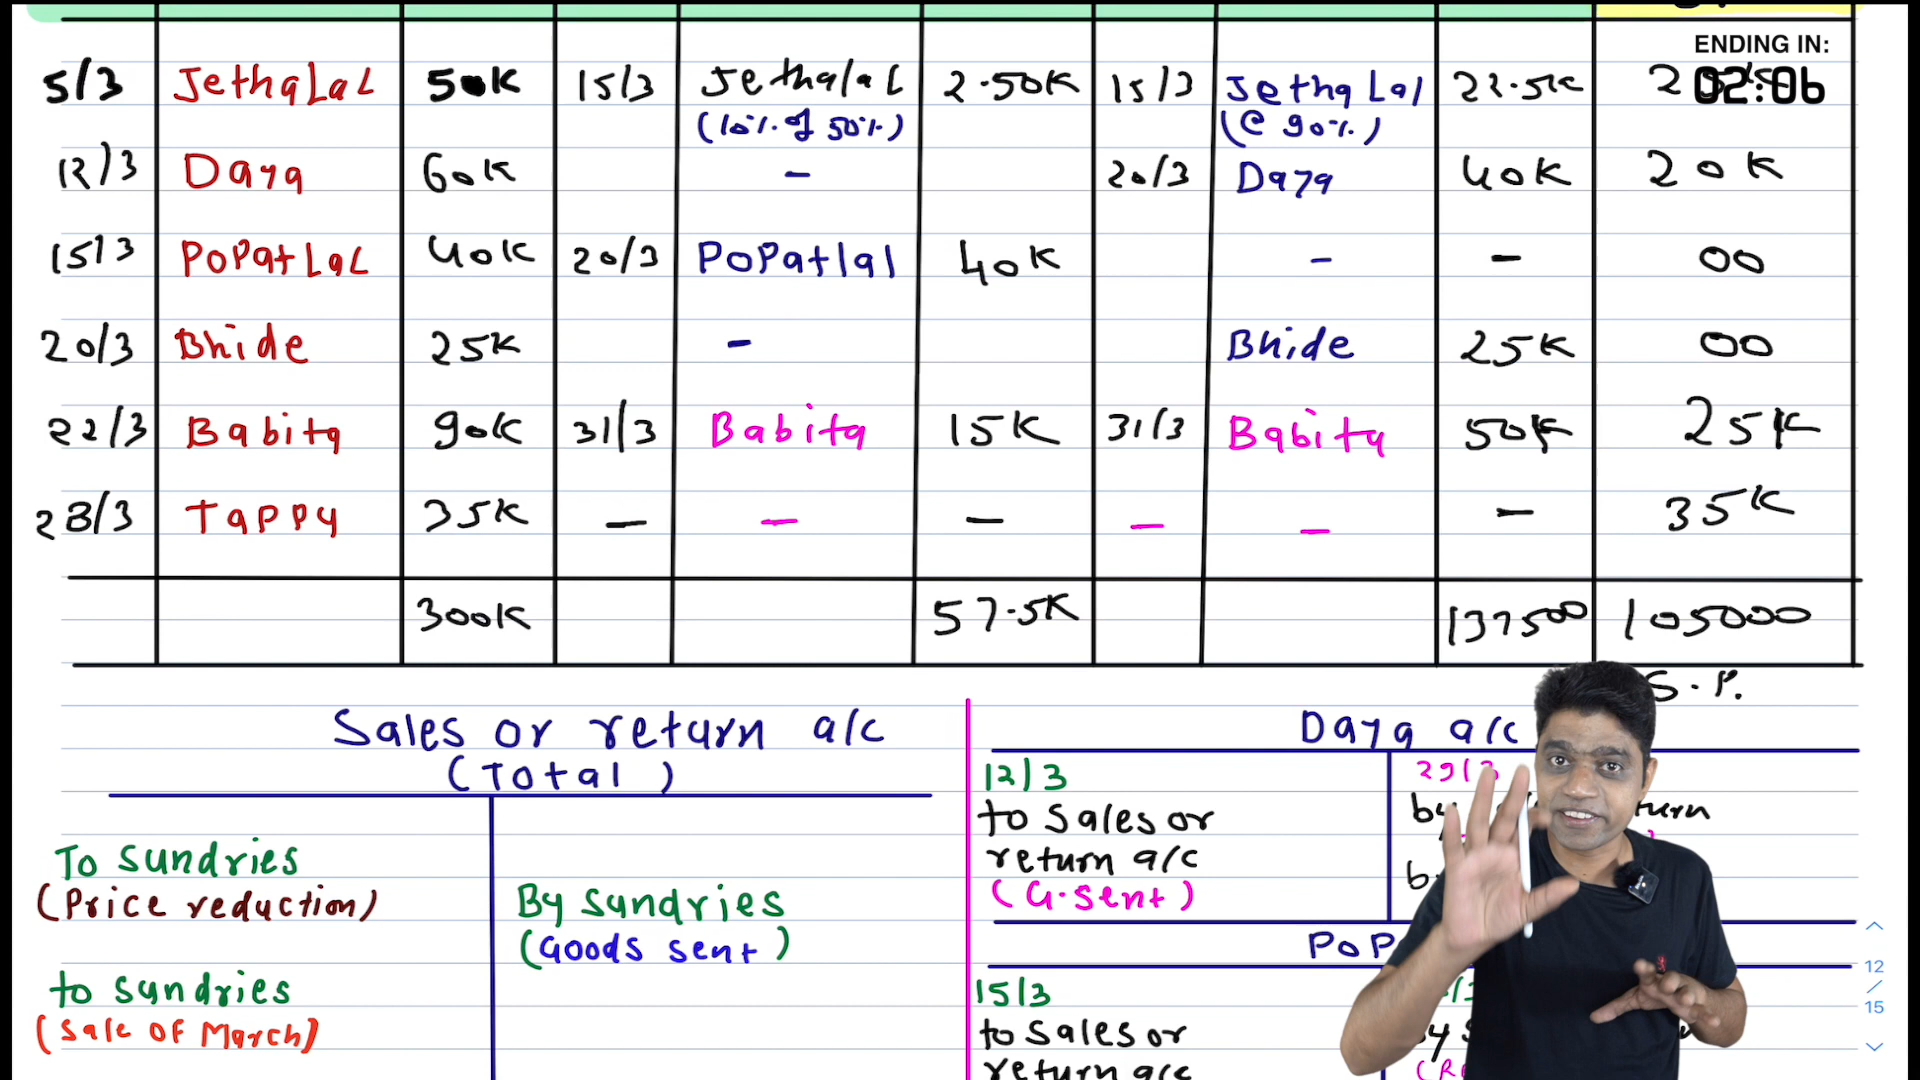 ENDING IN:
02:06
5/3 JethaLaL 50K 15/3 JethalaL 2.50K 15/3 JethaLal 22.5K
(10% of 50%) (@ 90%)
12/3 Daya 60K - 20/3 Daya 40K 20K
15/3 PoPatLaL 40K 20/3 PoPatlal 40K - - 00
20/3 Bhide 25K - Bhide 25K 00
22/3 Babita 90K 31/3 Babita 15K 31/3 Babita 50K 25K
28/3 Tappy 35K - - - - - - 35K
300K 57.5K 137500 105000
S.P.
Sales or return a/c
(Total)
To sundries
(Price reduction)
By sundries
(Goods sent)
to sundries
(Sale OF March)
Daya a/c
12/3
to Sales or
return a/c
(G.sent)
29/3
by
PoP
15/3
to Sales or
return a/c
by
12
/
15